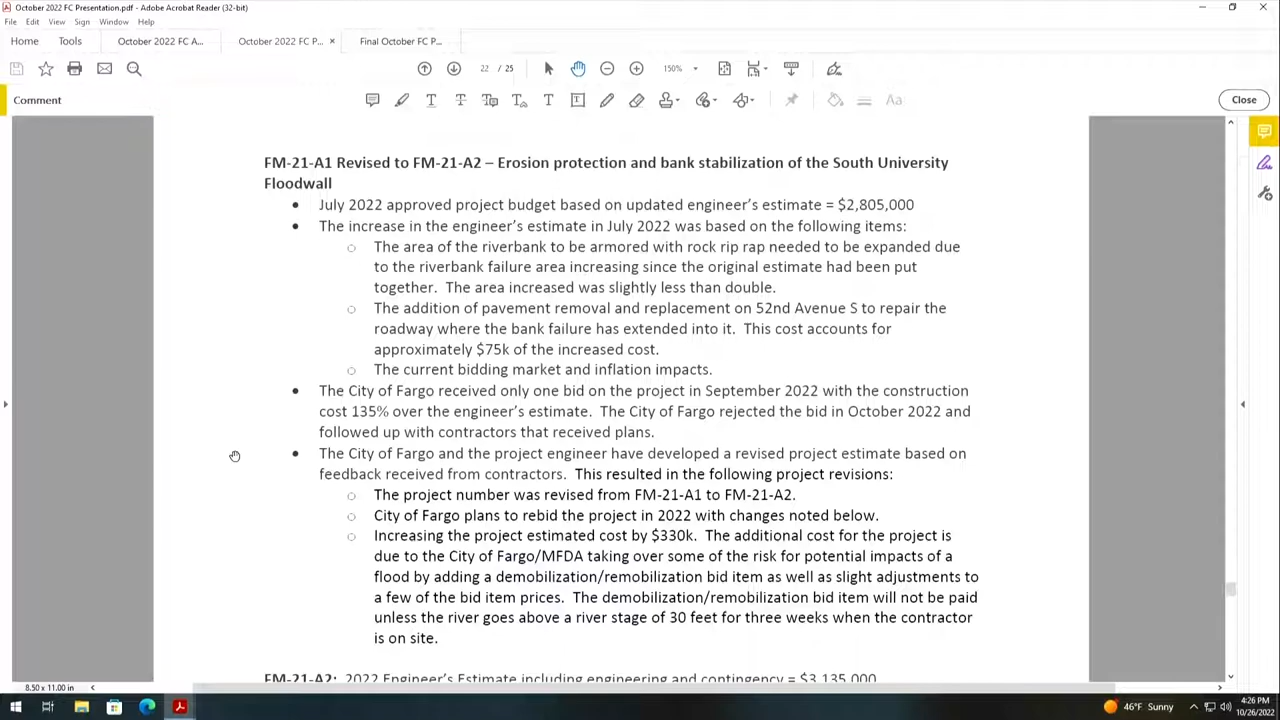 October 2022 FC Presentation.pdf - Adobe Acrobat Reader (32-bit)
File Edit View Sign Window Help
Home Tools October 2022 FC A... October 2022 FC P... × Final October FC P...
22 / 25 150%
Comment
Aa
Close
FM-21-A1 Revised to FM-21-A2 – Erosion protection and bank stabilization of the South University
Floodwall
• July 2022 approved project budget based on updated engineer's estimate = $2,805,000
• The increase in the engineer's estimate in July 2022 was based on the following items:
○ The area of the riverbank to be armored with rock rip rap needed to be expanded due
to the riverbank failure area increasing since the original estimate had been put
together. The area increased was slightly less than double.
○ The addition of pavement removal and replacement on 52nd Avenue S to repair the
roadway where the bank failure has extended into it. This cost accounts for
approximately $75k of the increased cost.
○ The current bidding market and inflation impacts.
• The City of Fargo received only one bid on the project in September 2022 with the construction
cost 135% over the engineer's estimate. The City of Fargo rejected the bid in October 2022 and
followed up with contractors that received plans.
• The City of Fargo and the project engineer have developed a revised project estimate based on
feedback received from contractors. This resulted in the following project revisions:
○ The project number was revised from FM-21-A1 to FM-21-A2.
○ City of Fargo plans to rebid the project in 2022 with changes noted below.
○ Increasing the project estimated cost by $330k. The additional cost for the project is
due to the City of Fargo/MFDA taking over some of the risk for potential impacts of a
flood by adding a demobilization/remobilization bid item as well as slight adjustments to
a few of the bid item prices. The demobilization/remobilization bid item will not be paid
unless the river goes above a river stage of 30 feet for three weeks when the contractor
is on site.
FM-21-A2: 2022 Engineer's Estimate including engineering and contingency = $3,135,000
8.50 x 11.00 in
46°F Sunny
4:26 PM
10/26/2022